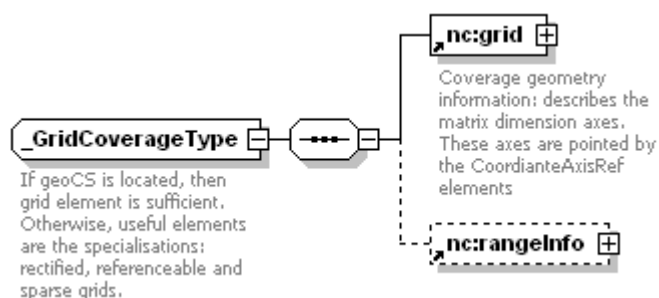 nc:grid
Coverage geometry
information: describes the
matrix dimension axes.
These axes are pointed by
the CoordianteAxisRef
elements
_GridCoverageType
If geoCS is located, then
grid element is sufficient.
Otherwise, useful elements
are the specialisations:
rectified, referenceable and
sparse grids.
nc:rangeInfo